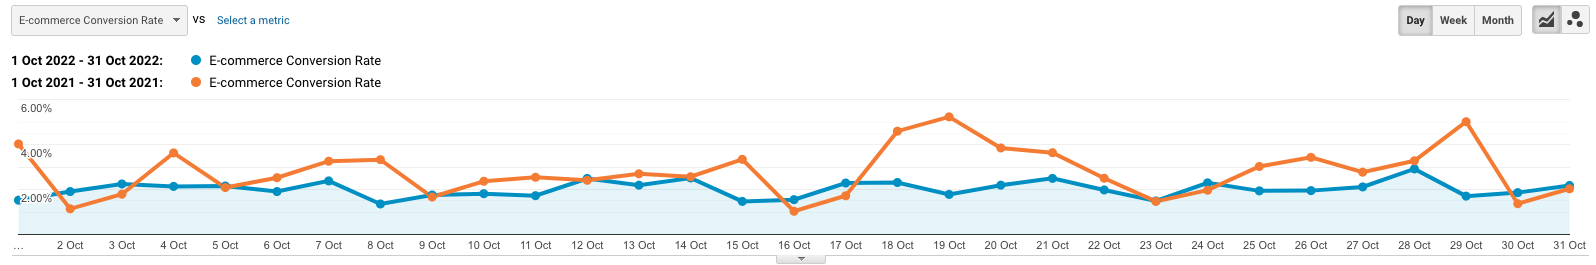 E-commerce Conversion Rate VS Select a metric Day Week Month
1 Oct 2022 - 31 Oct 2022: E-commerce Conversion Rate
1 Oct 2021 - 31 Oct 2021: E-commerce Conversion Rate
6.00%
4.00%
2.00%
... 2 Oct 3 Oct 4 Oct 5 Oct 6 Oct 7 Oct 8 Oct 9 Oct 10 Oct 11 Oct 12 Oct 13 Oct 14 Oct 15 Oct 16 Oct 17 Oct 18 Oct 19 Oct 20 Oct 21 Oct 22 Oct 23 Oct 24 Oct 25 Oct 26 Oct 27 Oct 28 Oct 29 Oct 30 Oct 31 Oct